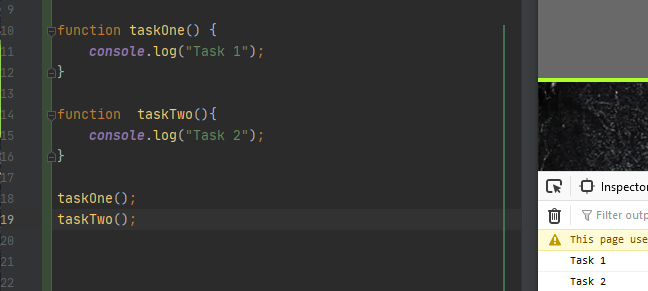 9
10 function taskOne() {
11 console.log("Task 1");
12 }
13
14 function  taskTwo(){
15 console.log("Task 2");
16 }
17
18 taskOne();
19 taskTwo();
20
21
22
Inspector
Filter outp
This page use
Task 1
Task 2